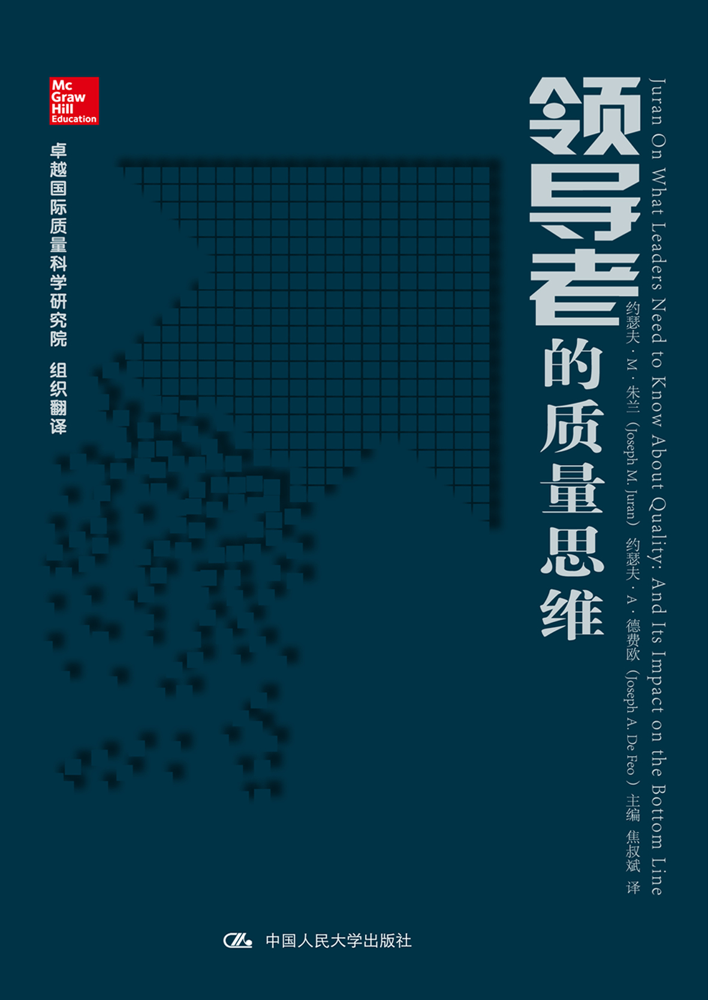 Mc
Graw
Hill
Education
卓越国际质量科学研究院 组织翻译
领导者的质量思维
Juran On What Leaders Need to Know About Quality: And Its Impact on the Bottom Line
约瑟夫·M·朱兰（Joseph M. Juran） 约瑟夫·A·德费欧（Joseph A. De Feo）主编 焦叔斌 译
中国人民大学出版社